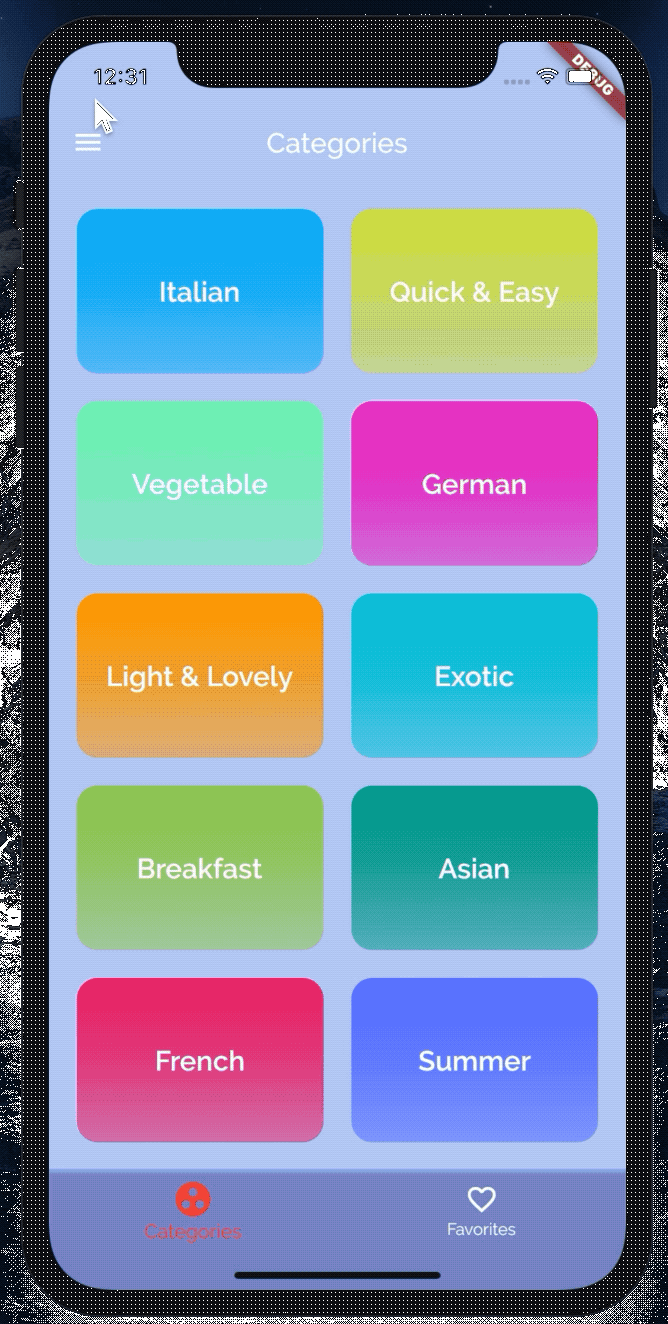 12:31
DEBUG
Categories
Italian
Quick & Easy
Vegetable
German
Light & Lovely
Exotic
Breakfast
Asian
French
Summer
Categories
Favorites